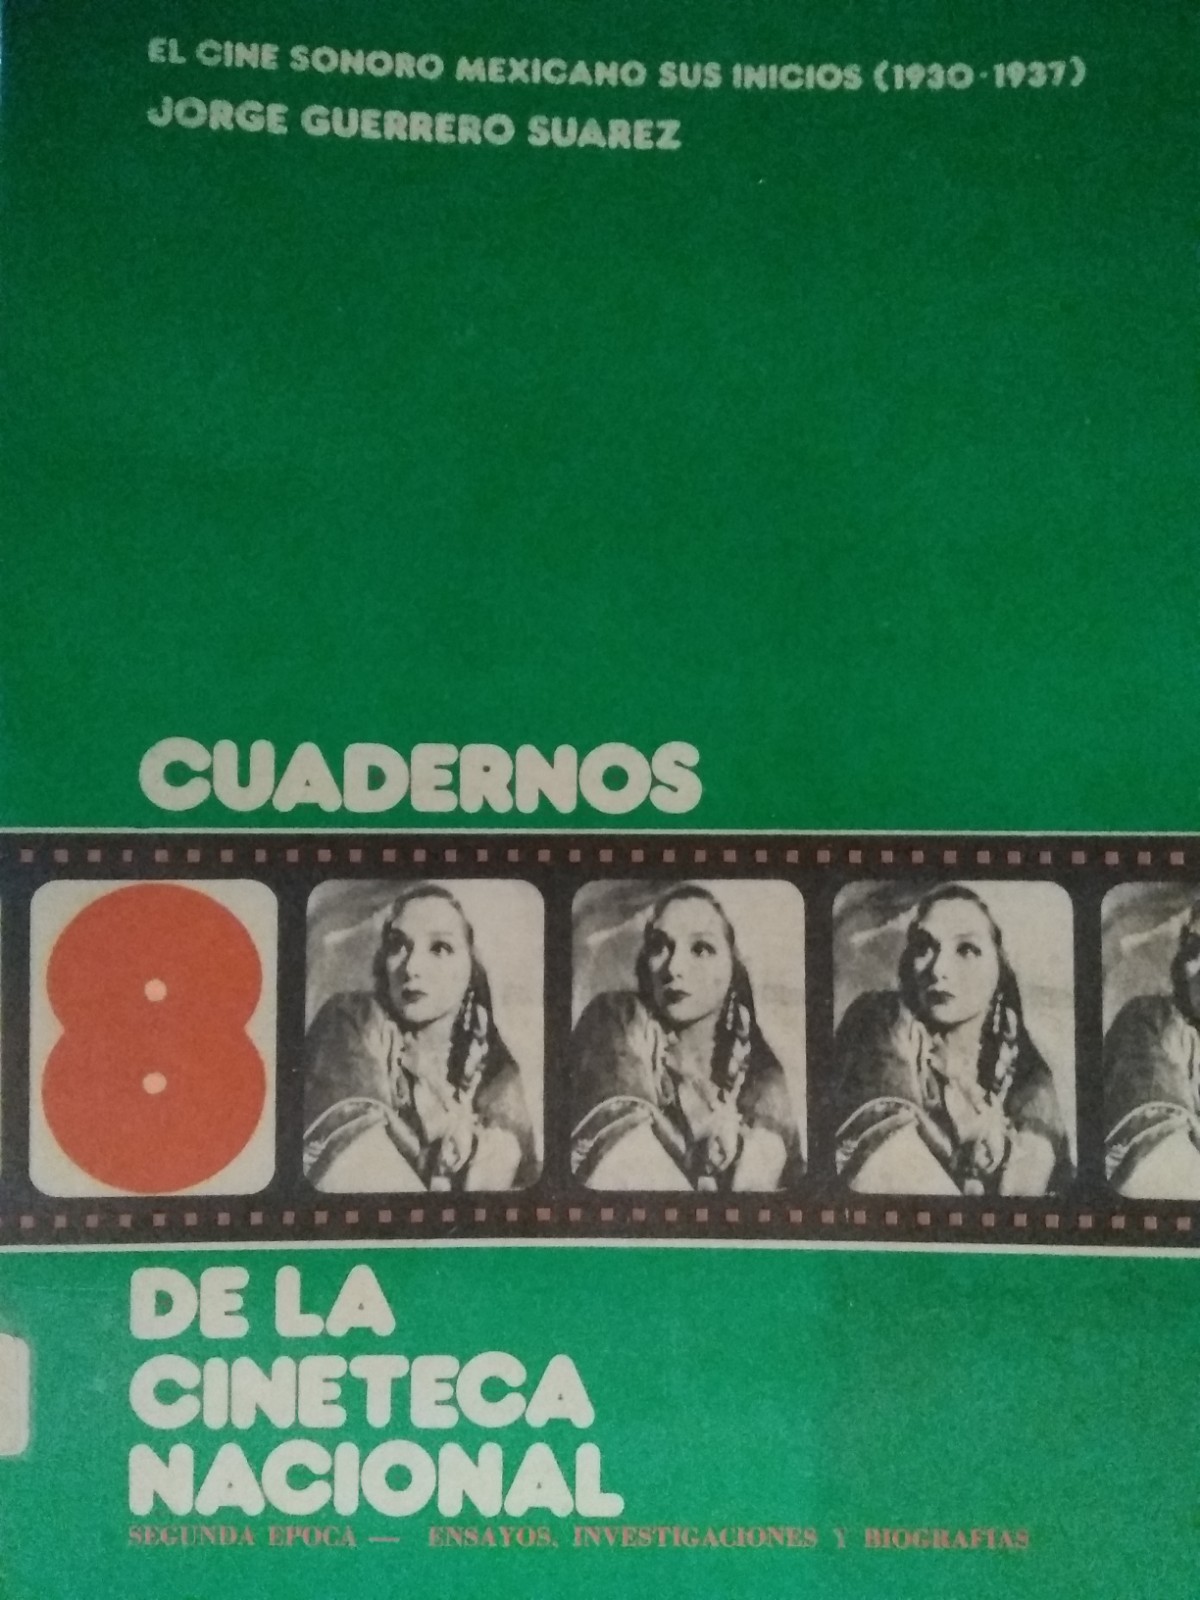 EL CINE SONORO MEXICANO SUS INICIOS (1930-1937)
JORGE GUERRERO SUAREZ
CUADERNOS
8
DE LA
CINETECA
NACIONAL
SEGUNDA EPOCA — ENSAYOS, INVESTIGACIONES Y BIOGRAFIAS